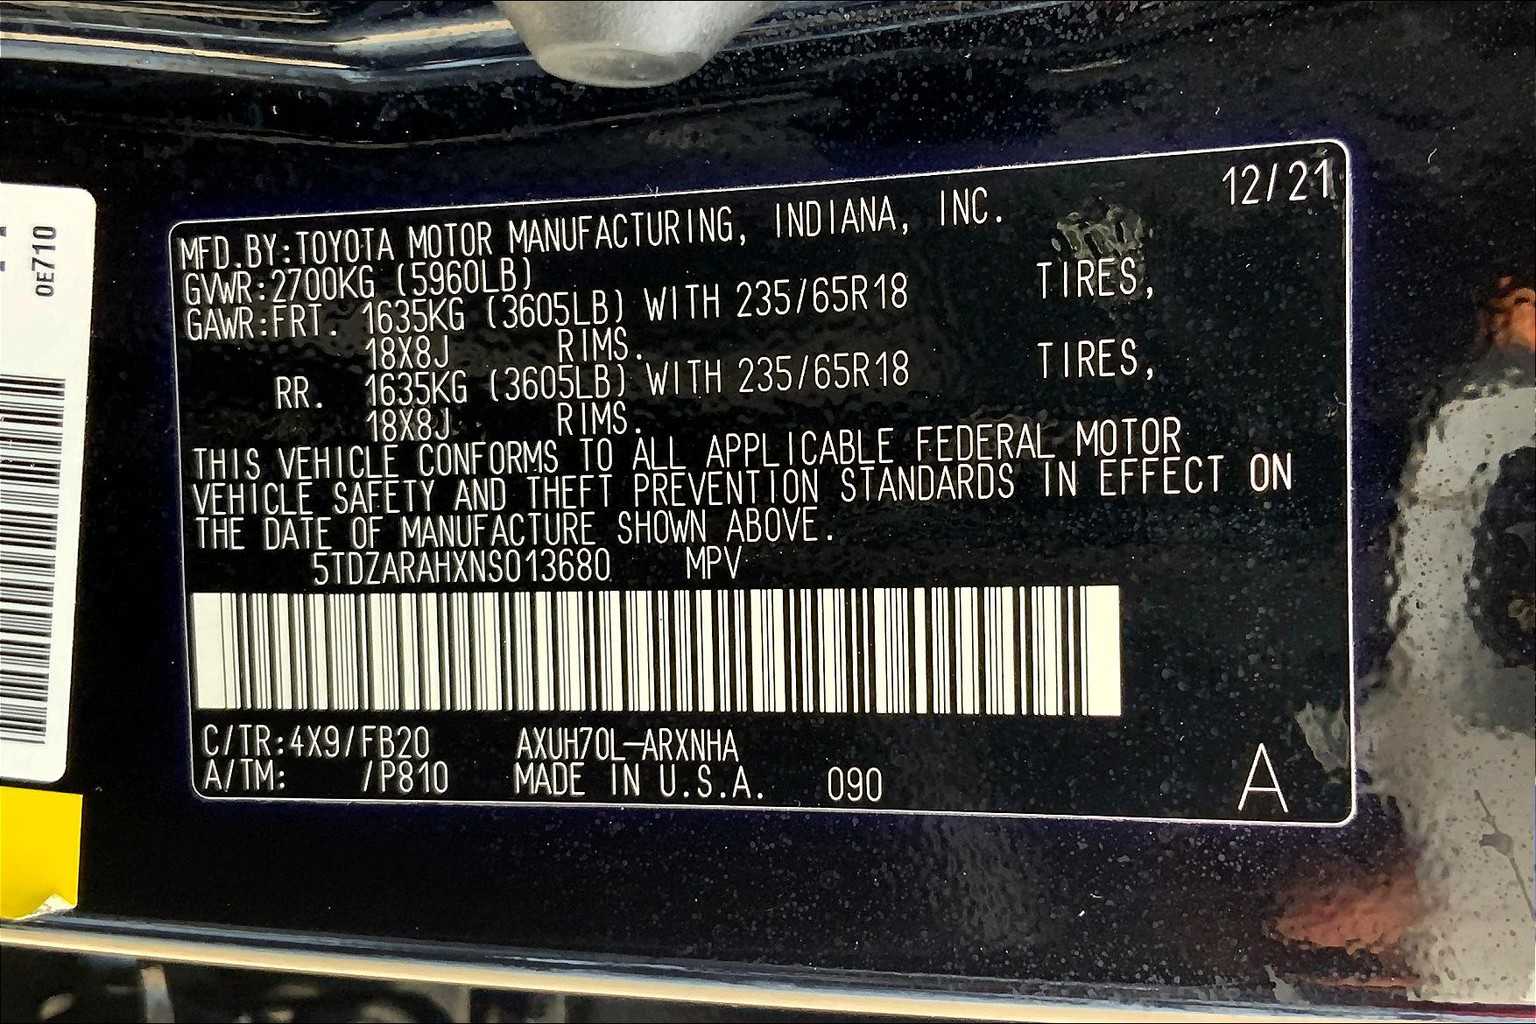 12/21
MFD.BY:TOYOTA MOTOR MANUFACTURING, INDIANA, INC.
GVWR:2700KG (5960LB)
GAWR:FRT. 1635KG (3605LB) WITH 235/65R18 TIRES,
18X8J RIMS.
RR. 1635KG (3605LB) WITH 235/65R18 TIRES,
18X8J RIMS.
THIS VEHICLE CONFORMS TO ALL APPLICABLE FEDERAL MOTOR
VEHICLE SAFETY AND THEFT PREVENTION STANDARDS IN EFFECT ON
THE DATE OF MANUFACTURE SHOWN ABOVE.
5TDZARAHXNS013680 MPV
C/TR:4X9/FB20 AXUH70L-ARXNHA
A/TM: /P810 MADE IN U.S.A. 090 A
0E710